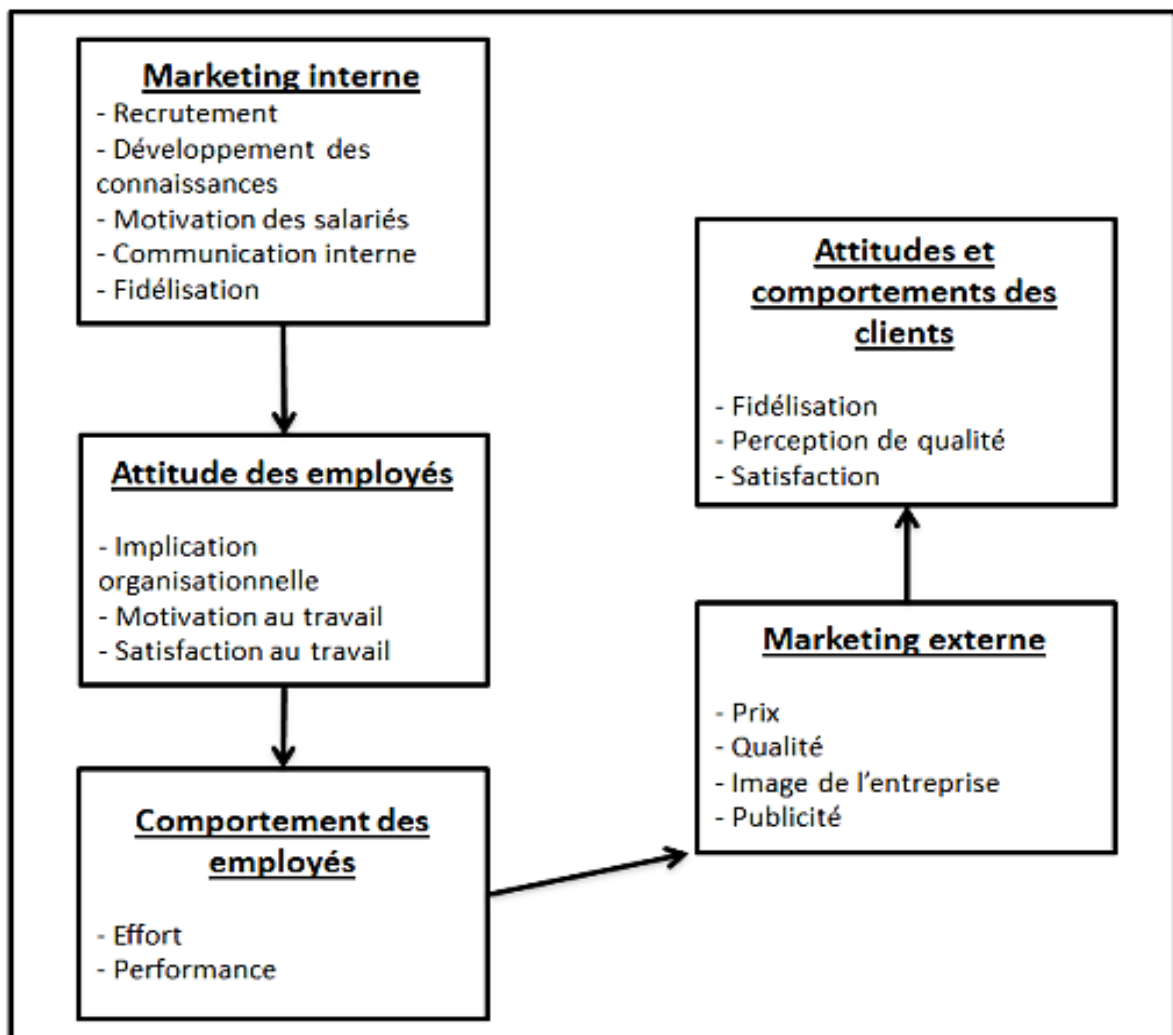 Marketing interne
- Recrutement
- Développement des
connaissances
- Motivation des salariés
- Communication interne
- Fidélisation
Attitude des employés
- Implication
organisationnelle
- Motivation au travail
- Satisfaction au travail
Comportement des
employés
- Effort
- Performance
Marketing externe
- Prix
- Qualité
- Image de l'entreprise
- Publicité
Attitudes et
comportements des
clients
- Fidélisation
- Perception de qualité
- Satisfaction